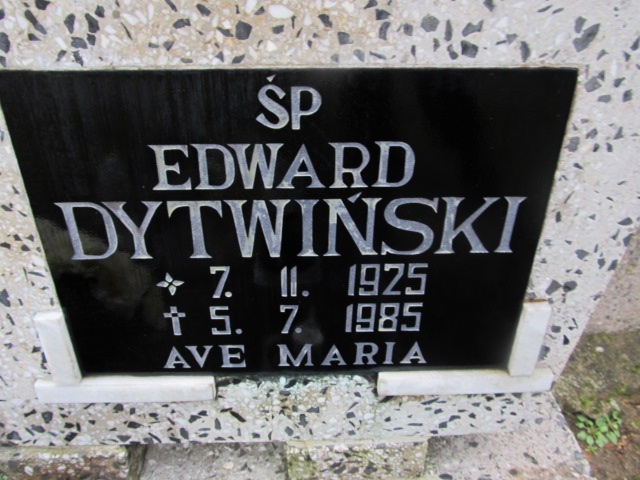 ŚP
EDWARD
DYTWIŃSKI
7. 11. 1925
† 5. 7. 1985
AVE MARIA